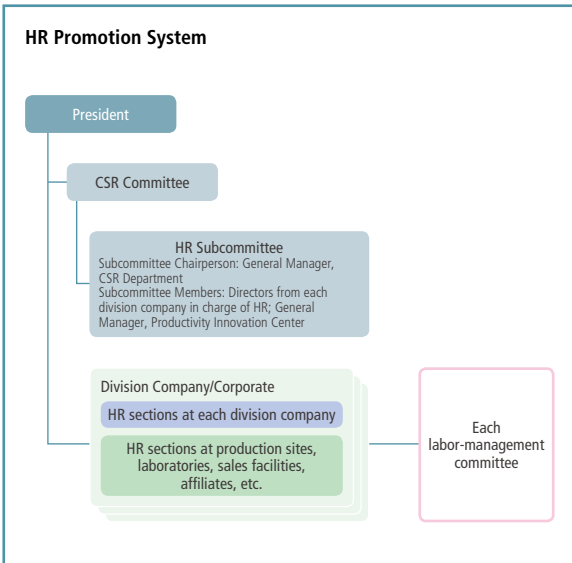 HR Promotion System
President
CSR Committee
HR Subcommittee
Subcommittee Chairperson: General Manager,
CSR Department
Subcommittee Members: Directors from each
division company in charge of HR; General
Manager, Productivity Innovation Center
Division Company/Corporate
HR sections at each division company
HR sections at production sites,
laboratories, sales facilities,
affiliates, etc.
Each
labor-management
committee